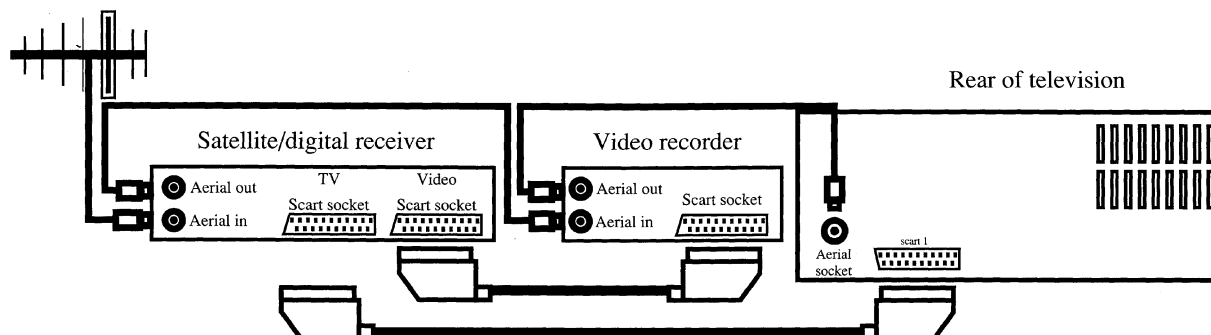 Rear of television
Satellite/digital receiver
Video recorder
Aerial out
Aerial in
TV
Scart socket
Video
Scart socket
Aerial out
Aerial in
Scart socket
Aerial
socket
scart 1